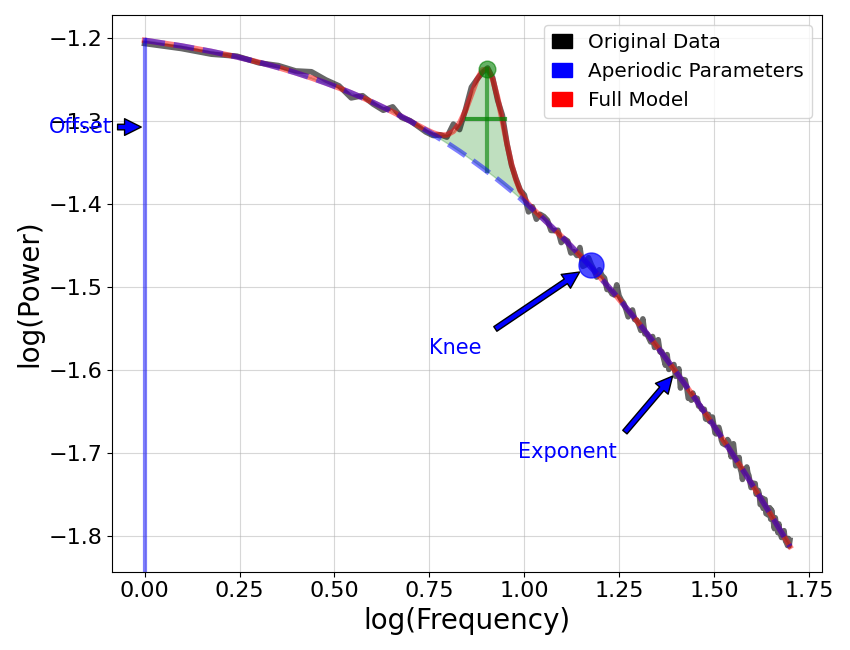 Original Data
Aperiodic Parameters
Full Model
−1.2
−1.3
Offset
−1.4
−1.5
−1.6
−1.7
−1.8
log(Power)
Knee
Exponent
0.00 0.25 0.50 0.75 1.00 1.25 1.50 1.75
log(Frequency)